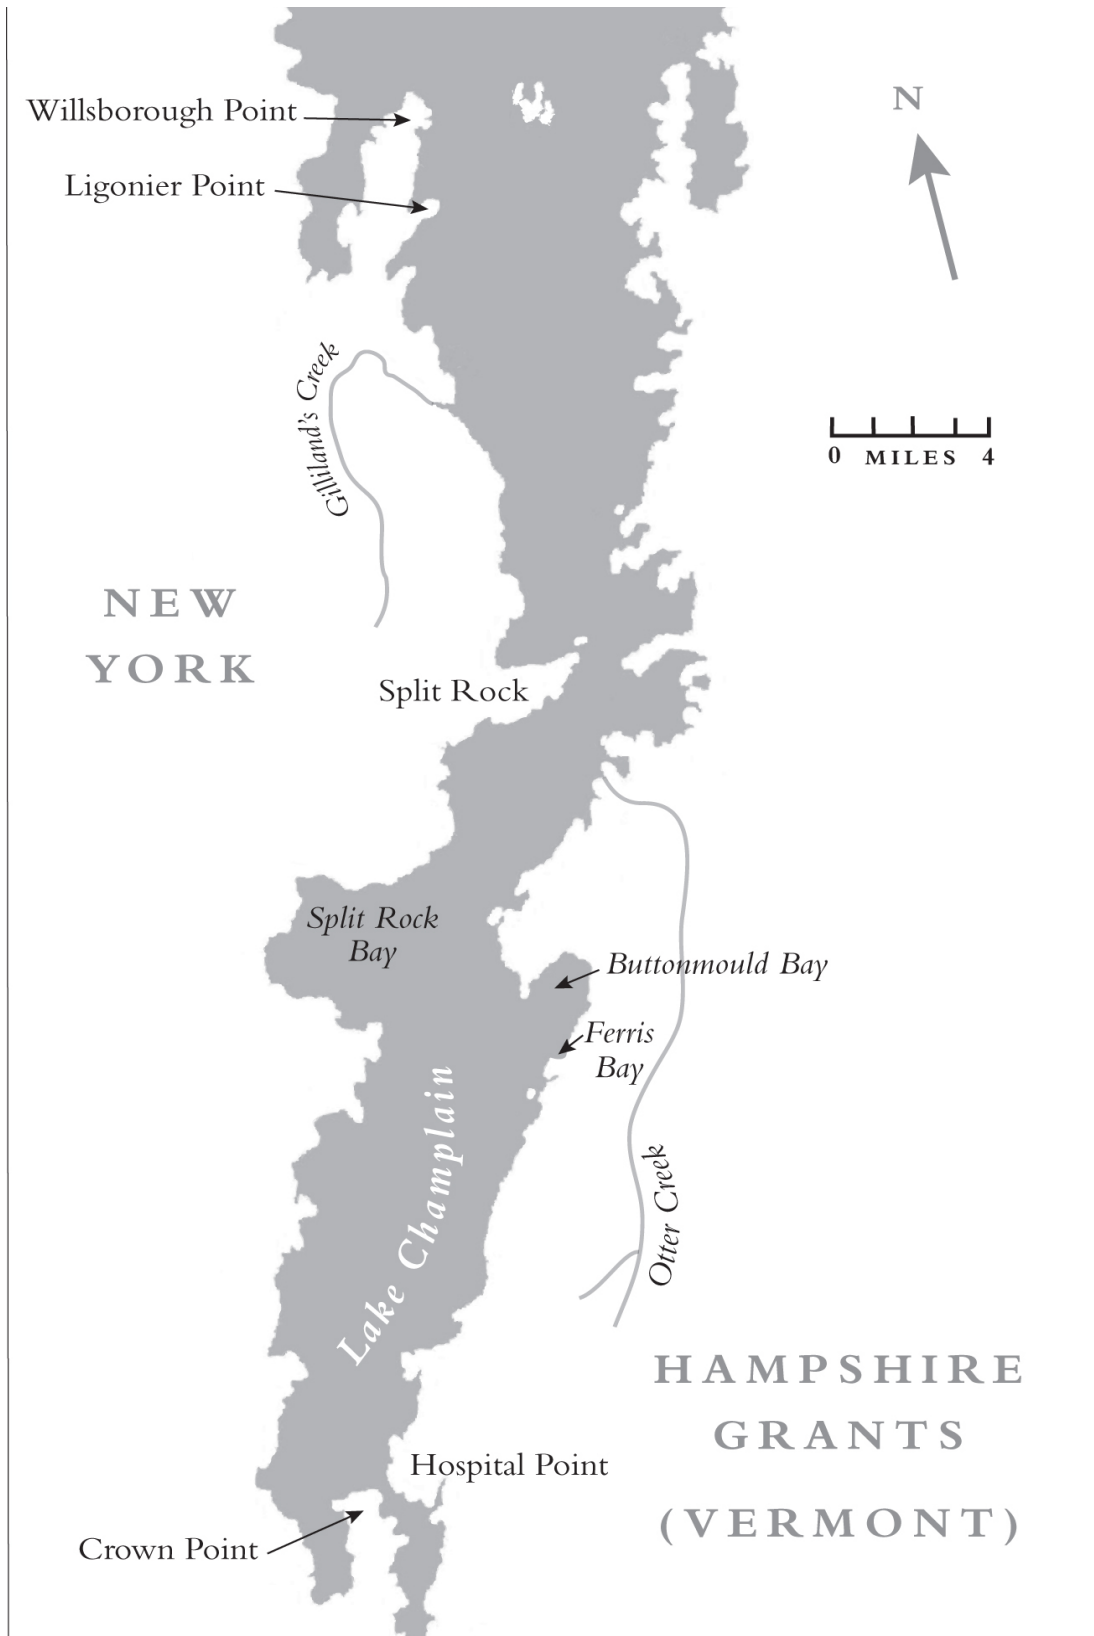 Willsborough Point
N
Ligonier Point
Gilliland's Creek
0 MILES 4
NEW
YORK
Split Rock
Split Rock
Bay
Buttonmould Bay
Ferris
Bay
Lake Champlain
Otter Creek
HAMPSHIRE
GRANTS
Hospital Point
(VERMONT)
Crown Point